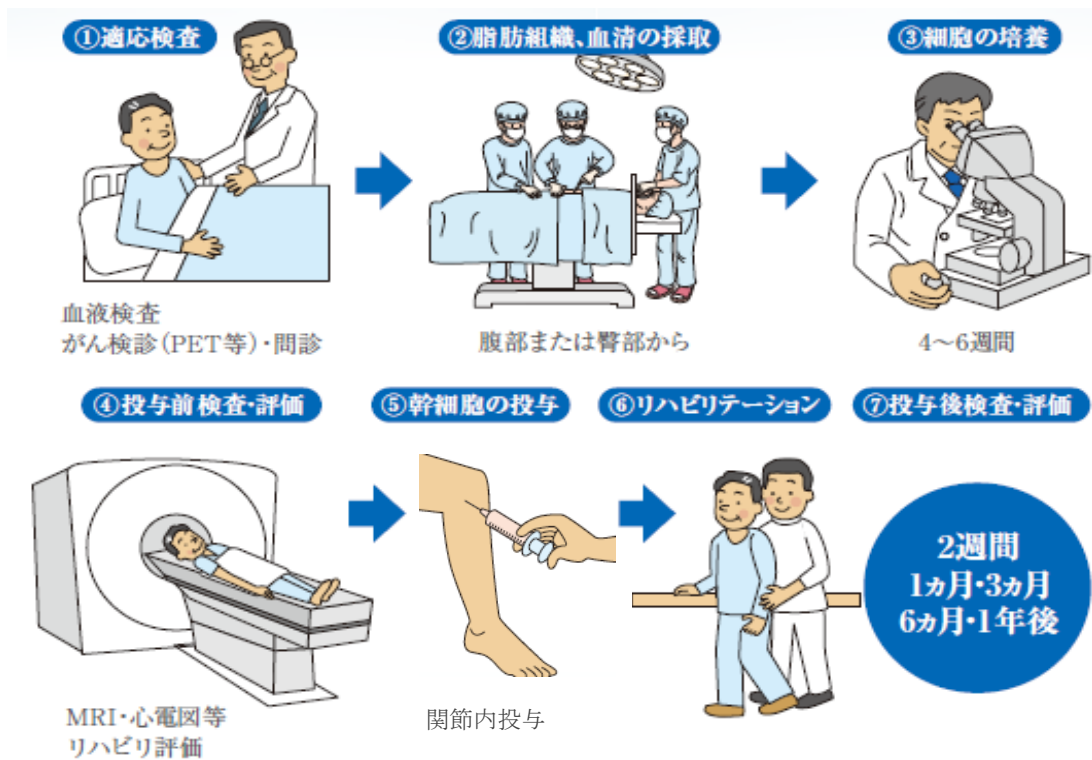 ①適応検査
②脂肪組織、血清の採取
③細胞の培養
血液検査
がん検診(PET等)・問診
腹部または臀部から
4～6週間
④投与前検査・評価
⑤幹細胞の投与
⑥リハビリテーション
⑦投与後検査・評価
2週間
1ヵ月・3ヵ月
6ヵ月・1年後
MRI・心電図等
リハビリ評価
関節内投与